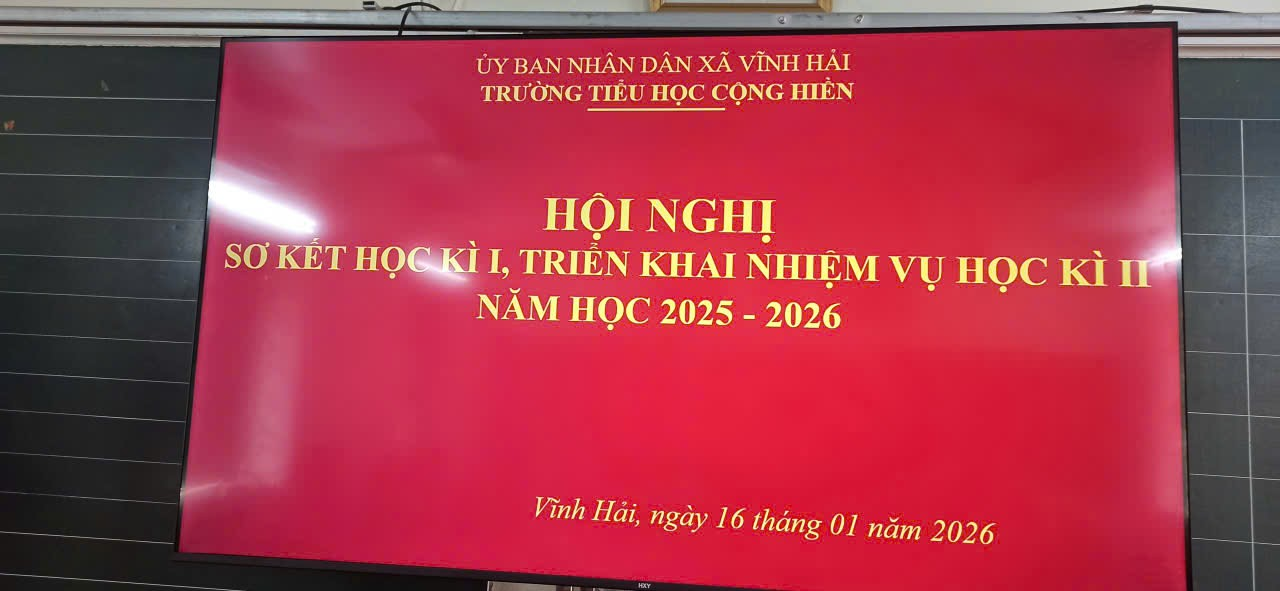 ỦY BAN NHÂN DÂN XÃ VĨNH HẢI
TRƯỜNG TIỂU HỌC CỘNG HIỀN
HỘI NGHỊ
SƠ KẾT HỌC KÌ I, TRIỂN KHAI NHIỆM VỤ HỌC KÌ II
NĂM HỌC 2025 - 2026
Vĩnh Hải, ngày 16 tháng 01 năm 2026
HXY